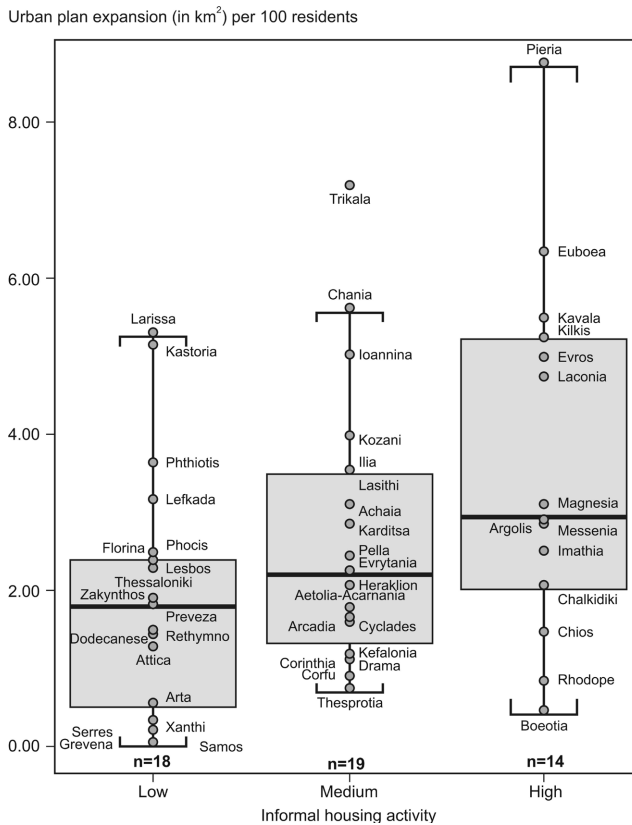 Urban plan expansion (in km²) per 100 residents
8.00
6.00
4.00
2.00
0.00
Larissa
Kastoria
Phthiotis
Lefkada
Florina
Phocis
Lesbos
Thessaloniki
Zakynthos
Preveza
Dodecanese
Rethymno
Attica
Arta
Xanthi
Serres
Grevena
Samos
n=18
Trikala
Chania
Ioannina
Kozani
Ilia
Lasithi
Achaia
Karditsa
Pella
Evrytania
Heraklion
Aetolia-Acarnania
Arcadia
Cyclades
Kefalonia
Corinthia
Drama
Corfu
Thesprotia
n=19
Pieria
Euboea
Kavala
Kilkis
Evros
Laconia
Magnesia
Argolis
Messenia
Imathia
Chalkidiki
Chios
Rhodope
Boeotia
n=14
Low
Medium
High
Informal housing activity